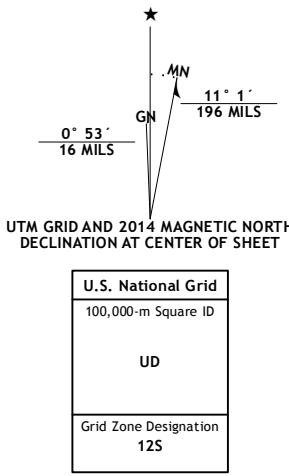 ★
MN
GN
11° 1´
196 MILS
0° 53´
16 MILS
UTM GRID AND 2014 MAGNETIC NORTH
DECLINATION AT CENTER OF SHEET
U.S. National Grid
100,000-m Square ID
UD
Grid Zone Designation
12S